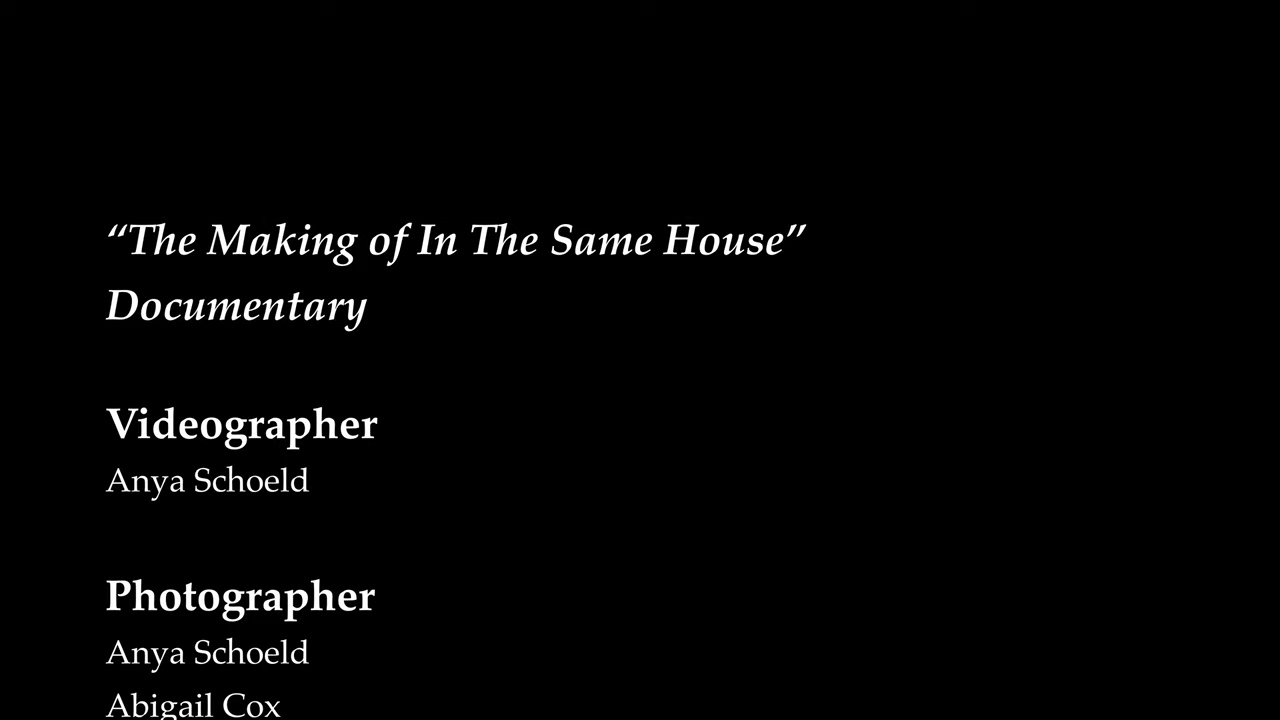 “The Making of In The Same House”
Documentary
Videographer
Anya Schoeld
Photographer
Anya Schoeld
Abigail Cox